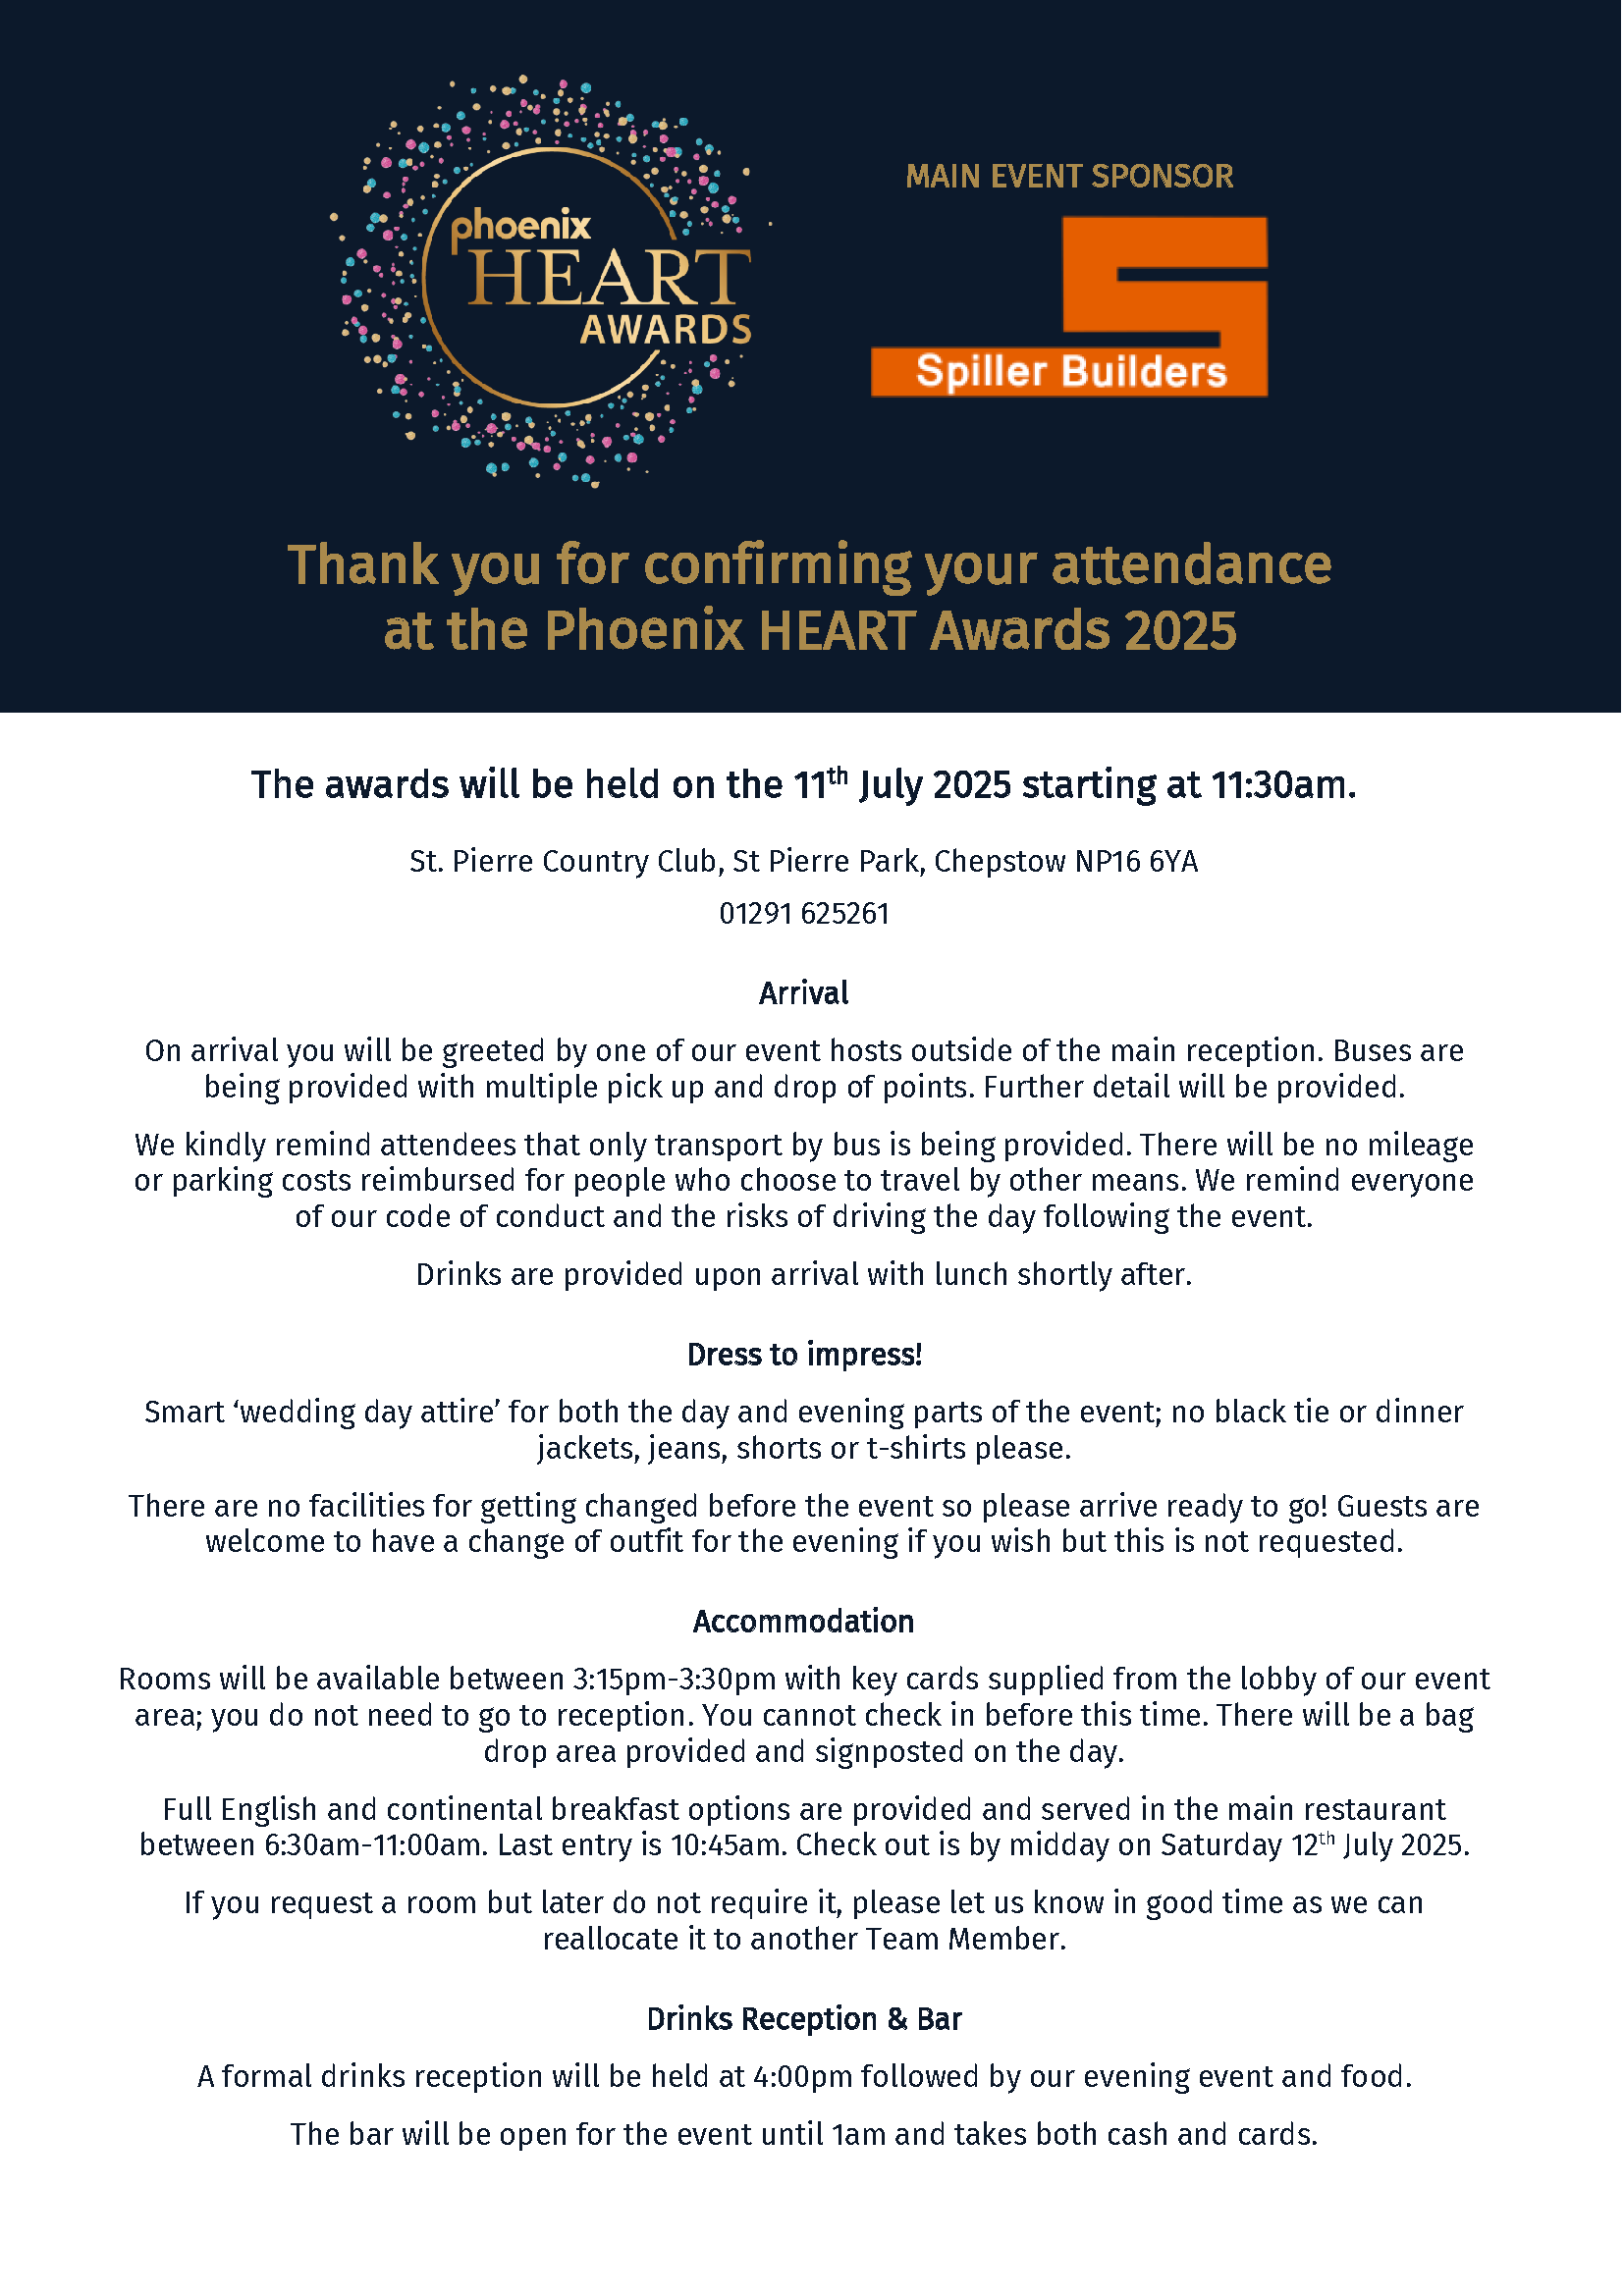 phoenix
HEART
AWARDS
MAIN EVENT SPONSOR
Spiller Builders
Thank you for confirming your attendance
at the Phoenix HEART Awards 2025
The awards will be held on the 11th July 2025 starting at 11:30am.
St. Pierre Country Club, St Pierre Park, Chepstow NP16 6YA
01291 625261
Arrival
On arrival you will be greeted by one of our event hosts outside of the main reception. Buses are
being provided with multiple pick up and drop of points. Further detail will be provided.
We kindly remind attendees that only transport by bus is being provided. There will be no mileage
or parking costs reimbursed for people who choose to travel by other means. We remind everyone
of our code of conduct and the risks of driving the day following the event.
Drinks are provided upon arrival with lunch shortly after.
Dress to impress!
Smart ‘wedding day attire’ for both the day and evening parts of the event; no black tie or dinner
jackets, jeans, shorts or t-shirts please.
There are no facilities for getting changed before the event so please arrive ready to go! Guests are
welcome to have a change of outfit for the evening if you wish but this is not requested.
Accommodation
Rooms will be available between 3:15pm-3:30pm with key cards supplied from the lobby of our event
area; you do not need to go to reception. You cannot check in before this time. There will be a bag
drop area provided and signposted on the day.
Full English and continental breakfast options are provided and served in the main restaurant
between 6:30am-11:00am. Last entry is 10:45am. Check out is by midday on Saturday 12th July 2025.
If you request a room but later do not require it, please let us know in good time as we can
reallocate it to another Team Member.
Drinks Reception & Bar
A formal drinks reception will be held at 4:00pm followed by our evening event and food.
The bar will be open for the event until 1am and takes both cash and cards.